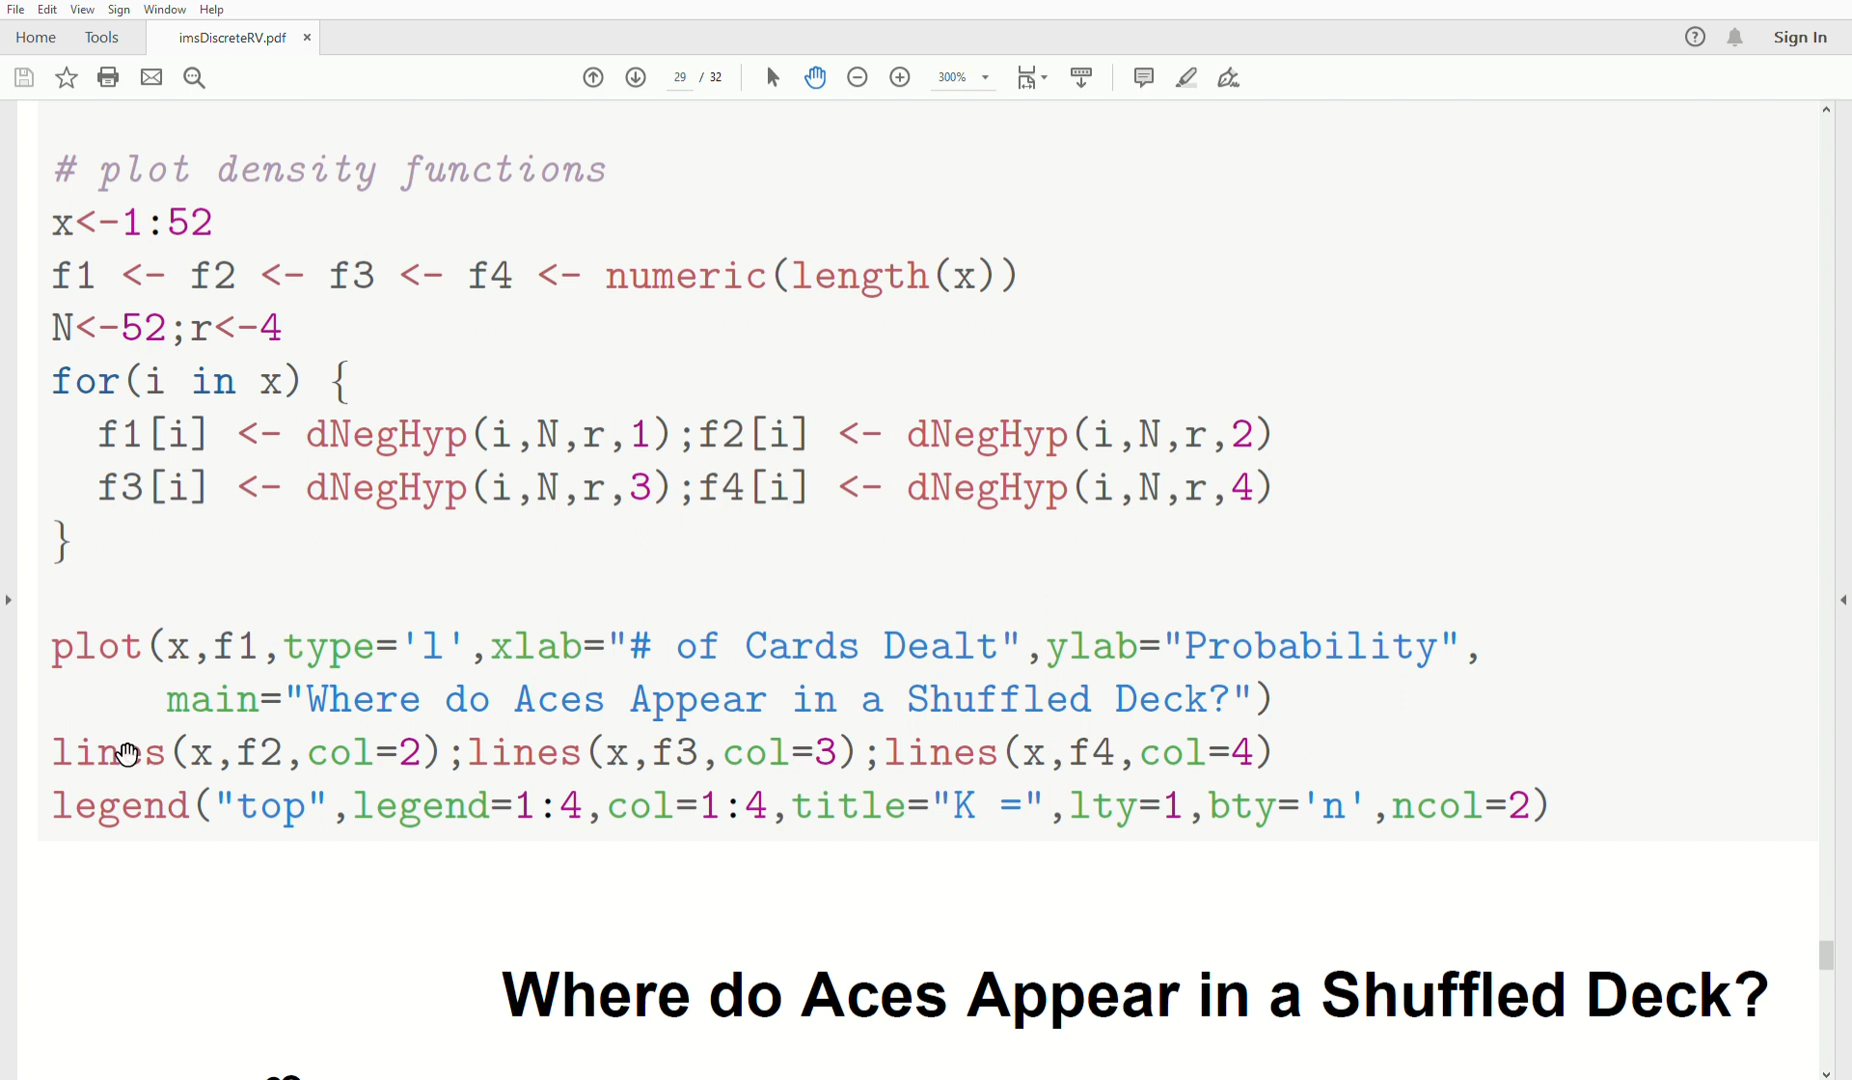 File Edit View Sign Window Help
Home Tools imsDiscreteRV.pdf × Sign In
29 / 32 300%
# plot density functions
x<-1:52
f1 <- f2 <- f3 <- f4 <- numeric(length(x))
N<-52;r<-4
for(i in x) {
  f1[i] <- dNegHyp(i,N,r,1);f2[i] <- dNegHyp(i,N,r,2)
  f3[i] <- dNegHyp(i,N,r,3);f4[i] <- dNegHyp(i,N,r,4)
}
plot(x,f1,type='l',xlab="# of Cards Dealt",ylab="Probability",
     main="Where do Aces Appear in a Shuffled Deck?")
lines(x,f2,col=2);lines(x,f3,col=3);lines(x,f4,col=4)
legend("top",legend=1:4,col=1:4,title="K =",lty=1,bty='n',ncol=2)
Where do Aces Appear in a Shuffled Deck?